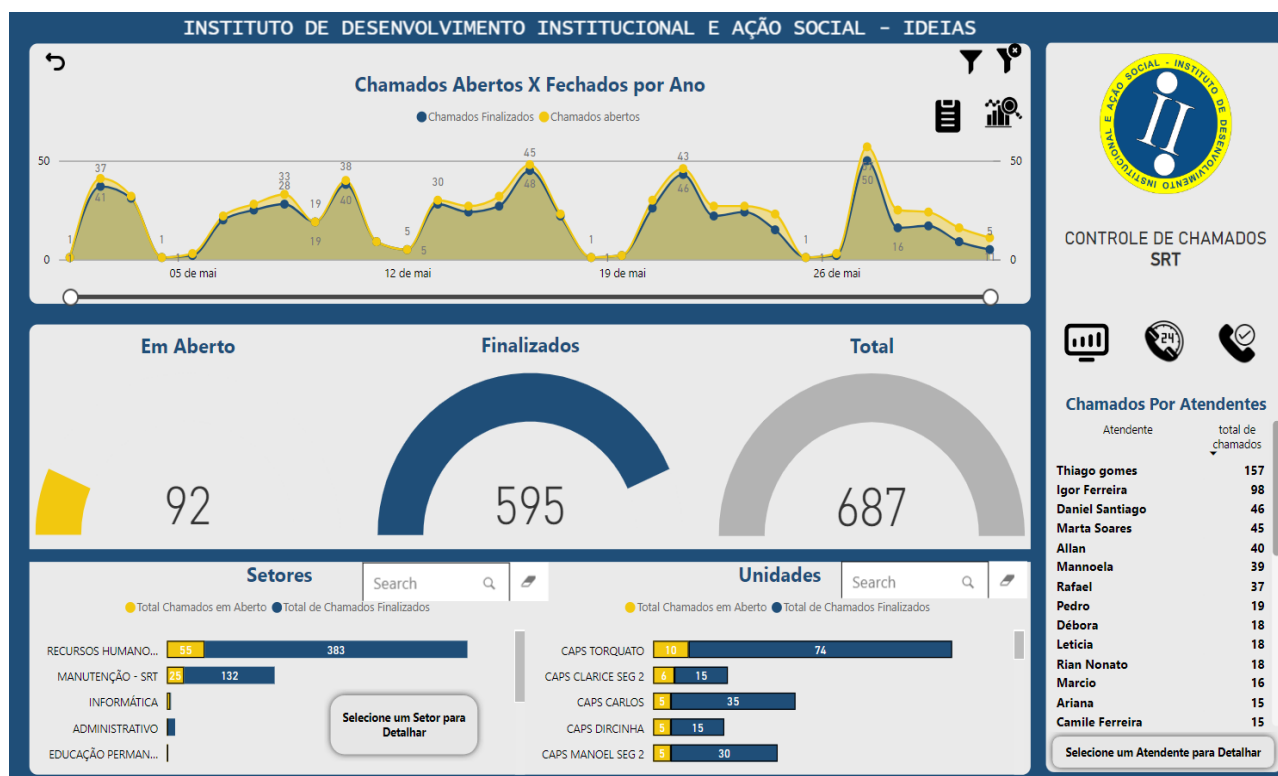 INSTITUTO DE DESENVOLVIMENTO INSTITUCIONAL E AÇÃO SOCIAL - IDEIAS
Chamados Abertos X Fechados por Ano
Chamados Finalizados Chamados abertos
50
37
41
1
1
33
28
19
19
38
40
5
5
30
45
48
1
43
46
1
50
16
5
50
0
0
05 de mai 12 de mai 19 de mai 26 de mai
INSTITUTO DE DESENVOLVIMENTO INSTITUCIONAL E AÇÃO SOCIAL -
CONTROLE DE CHAMADOS
SRT
24
Em Aberto
92
Finalizados
595
Total
687
Chamados Por Atendentes
Atendente total de chamados
Thiago gomes 157
Igor Ferreira 98
Daniel Santiago 46
Marta Soares 45
Allan 40
Mannoela 39
Rafael 37
Pedro 19
Débora 18
Leticia 18
Rian Nonato 18
Marcio 16
Ariana 15
Camile Ferreira 15
Selecione um Atendente para Detalhar
Setores
Search
Total Chamados em Aberto Total de Chamados Finalizados
RECURSOS HUMANO... 55 383
MANUTENÇÃO - SRT 25 132
INFORMÁTICA
ADMINISTRATIVO
EDUCAÇÃO PERMAN...
Selecione um Setor para
Detalhar
Unidades
Search
Total Chamados em Aberto Total de Chamados Finalizados
CAPS TORQUATO 10 74
CAPS CLARICE SEG 2 6 15
CAPS CARLOS 5 35
CAPS DIRCINHA 5 15
CAPS MANOEL SEG 2 5 30